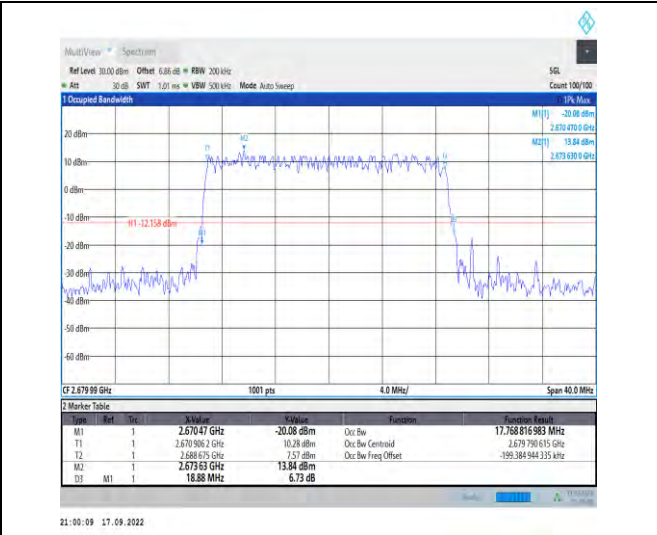 MultiView Spectrum
Ref Level 30.00 dBm Offset 6.86 dB RBW 200 kHz SGL
Att 30 dB SWT 1.01 ms VBW 500 kHz Mode Auto Sweep Count 100/100
1 Occupied Bandwidth 1Pk Max
M1[1] -20.08 dBm
2.670 470 0 GHz
M2[1] 13.84 dBm
2.673 630 0 GHz
20 dBm
M2
T1
10 dBm
0 dBm
-10 dBm
H1 -12.158 dBm
M1
-20 dBm
-30 dBm
-40 dBm
-50 dBm
-60 dBm
CF 2.679 99 GHz 1001 pts 4.0 MHz/ Span 40.0 MHz
2 Marker Table
Type Ref Trc X-Value Y-Value Function Function Result
M1 1 2.670 47 GHz -20.08 dBm Occ Bw 17.768 816 983 MHz
T1 1 2.670 906 2 GHz 10.28 dBm Occ Bw Centroid 2.679 790 615 GHz
T2 1 2.688 675 GHz 7.57 dBm Occ Bw Freq Offset -199.384 944 335 kHz
M2 1 2.673 63 GHz 13.84 dBm
D3 M1 1 18.88 MHz 6.73 dB
21:00:09 17.09.2022